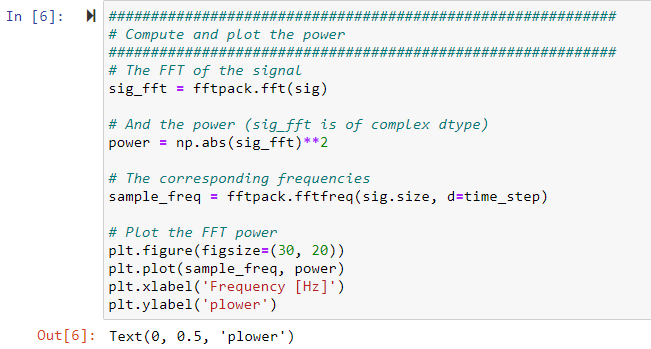 In [6]: ############################################################
# Compute and plot the power
############################################################
# The FFT of the signal
sig_fft = fftpack.fft(sig)
# And the power (sig_fft is of complex dtype)
power = np.abs(sig_fft)**2
# The corresponding frequencies
sample_freq = fftpack.fftfreq(sig.size, d=time_step)
# Plot the FFT power
plt.figure(figsize=(30, 20))
plt.plot(sample_freq, power)
plt.xlabel('Frequency [Hz]')
plt.ylabel('plower')
Out[6]: Text(0, 0.5, 'plower')